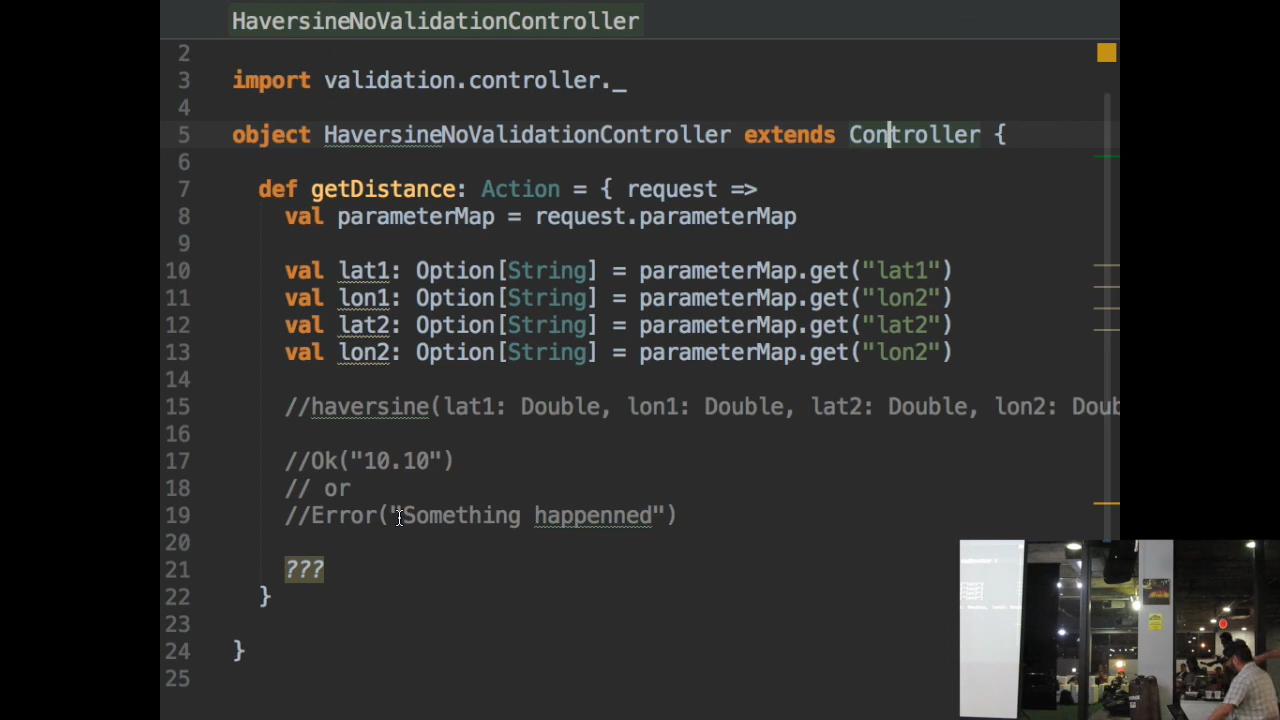 HaversineNoValidationController
2
3 import validation.controller._
4
5 object HaversineNoValidationController extends Controller {
6
7 def getDistance: Action = { request =>
8 val parameterMap = request.parameterMap
9
10 val lat1: Option[String] = parameterMap.get("lat1")
11 val lon1: Option[String] = parameterMap.get("lon2")
12 val lat2: Option[String] = parameterMap.get("lat2")
13 val lon2: Option[String] = parameterMap.get("lon2")
14
15 //haversine(lat1: Double, lon1: Double, lat2: Double, lon2: Doub
16
17 //Ok("10.10")
18 // or
19 //Error("Something happenned")
20
21 ???
22 }
23
24 }
25